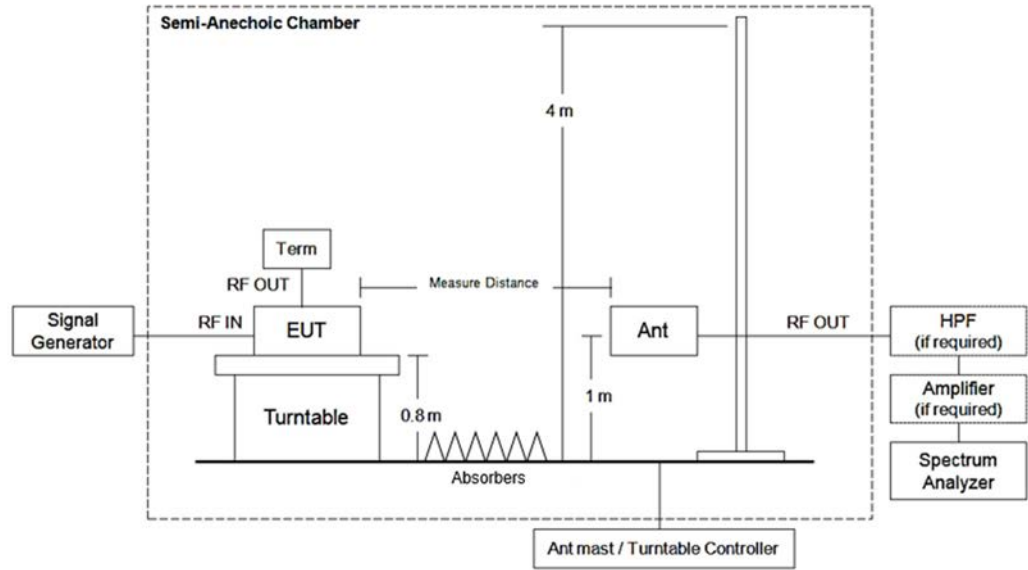 Semi-Anechoic Chamber
4 m
Term
RF OUT
Measure Distance
Signal
Generator
RF IN
EUT
Ant
RF OUT
HPF
(if required)
Turntable
0.8 m
1 m
Amplifier
(if required)
Absorbers
Spectrum
Analyzer
Ant mast / Turntable Controller